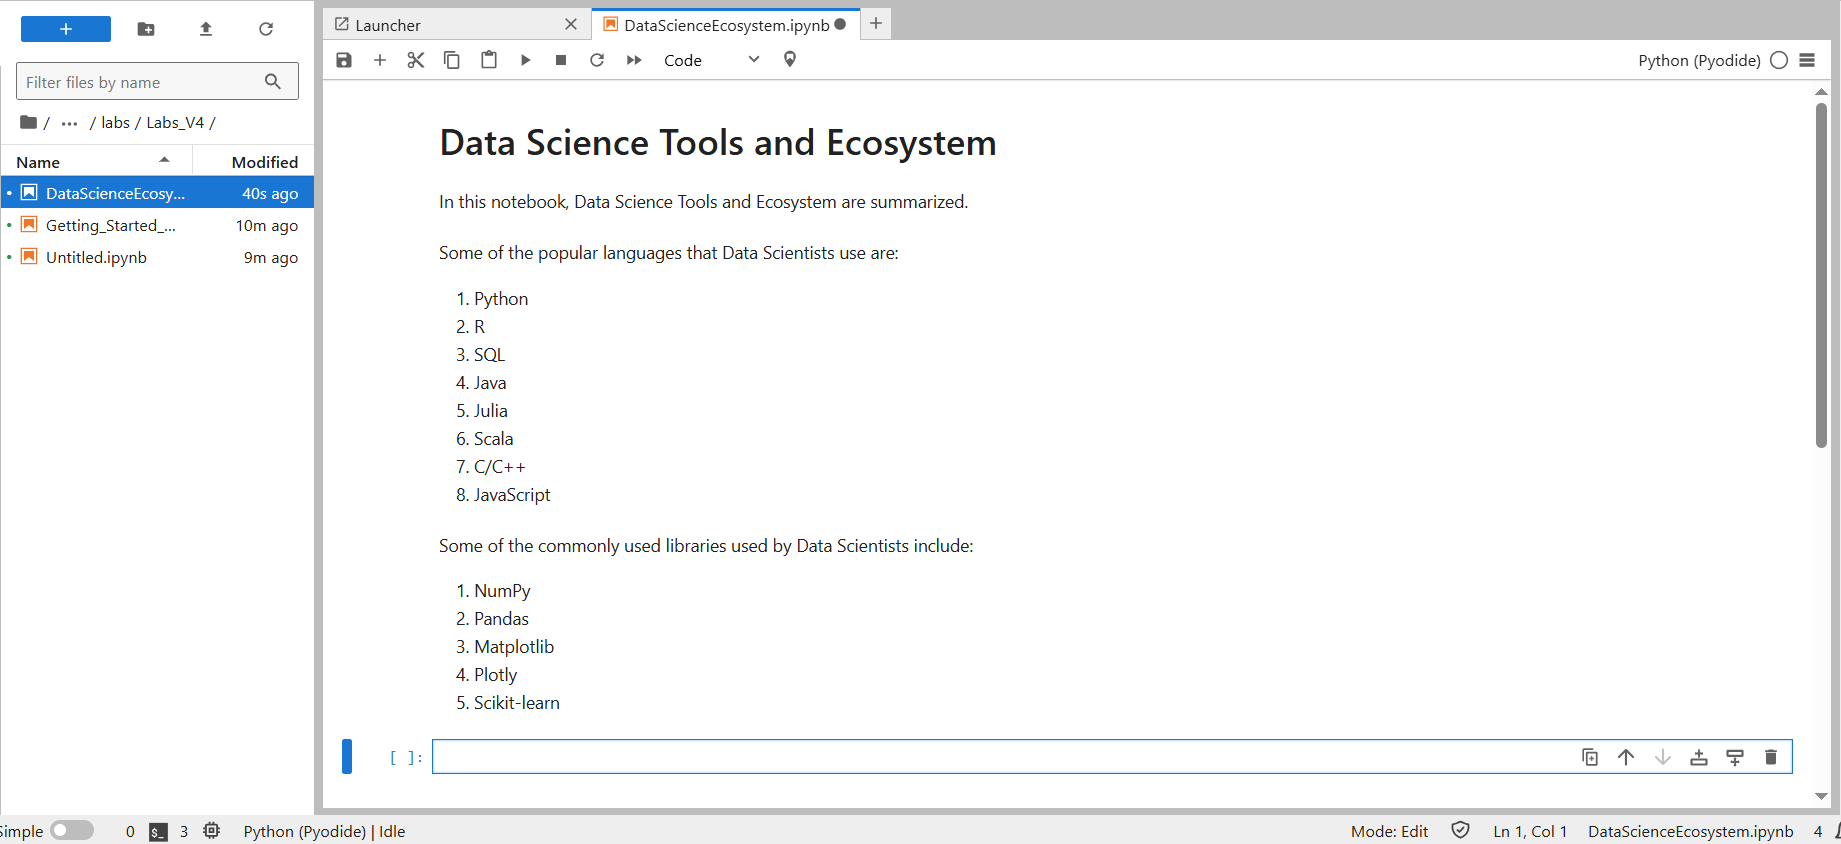 Launcher
DataScienceEcosystem.ipynb
Code
Python (Pyodide)
Filter files by name
/ ... / labs / Labs_V4 /
Name Modified
DataScienceEcosy... 40s ago
Getting_Started_... 10m ago
Untitled.ipynb 9m ago
Data Science Tools and Ecosystem
In this notebook, Data Science Tools and Ecosystem are summarized.
Some of the popular languages that Data Scientists use are:
1. Python
2. R
3. SQL
4. Java
5. Julia
6. Scala
7. C/C++
8. JavaScript
Some of the commonly used libraries used by Data Scientists include:
1. NumPy
2. Pandas
3. Matplotlib
4. Plotly
5. Scikit-learn
[ ]:
Simple 0 $_ 3 Python (Pyodide) | Idle Mode: Edit Ln 1, Col 1 DataScienceEcosystem.ipynb 4